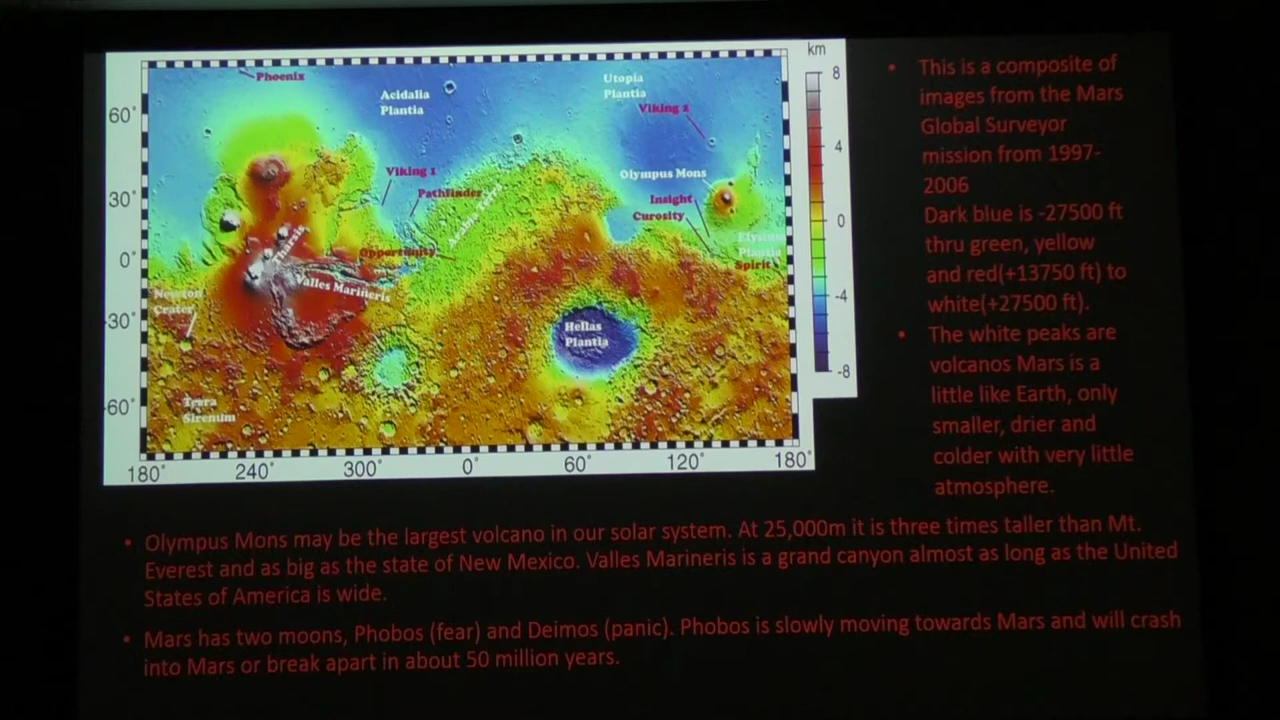 km
Phoenix
Acidalia
Plantia
Utopia
Plantia
Viking 2
Viking 1
Pathfinder
Olympus Mons
Insight
Curosity
Opportunity
Tharsis
Valles Marineris
Newton
Crater
Hellas
Plantia
Plantia
Spirit
Terra
Sirenum
60°
30°
0°
-30°
-60°
180° 240° 300° 0° 60° 120° 180°
8
4
0
-4
-8
• This is a composite of
images from the Mars
Global Surveyor
mission from 1997-
2006
Dark blue is -27500 ft
thru green, yellow
and red(+13750 ft) to
white(+27500 ft).
• The white peaks are
volcanos Mars is a
little like Earth, only
smaller, drier and
colder with very little
atmosphere.
• Olympus Mons may be the largest volcano in our solar system. At 25,000m it is three times taller than Mt.
Everest and as big as the state of New Mexico. Valles Marineris is a grand canyon almost as long as the United
States of America is wide.
• Mars has two moons, Phobos (fear) and Deimos (panic). Phobos is slowly moving towards Mars and will crash
into Mars or break apart in about 50 million years.